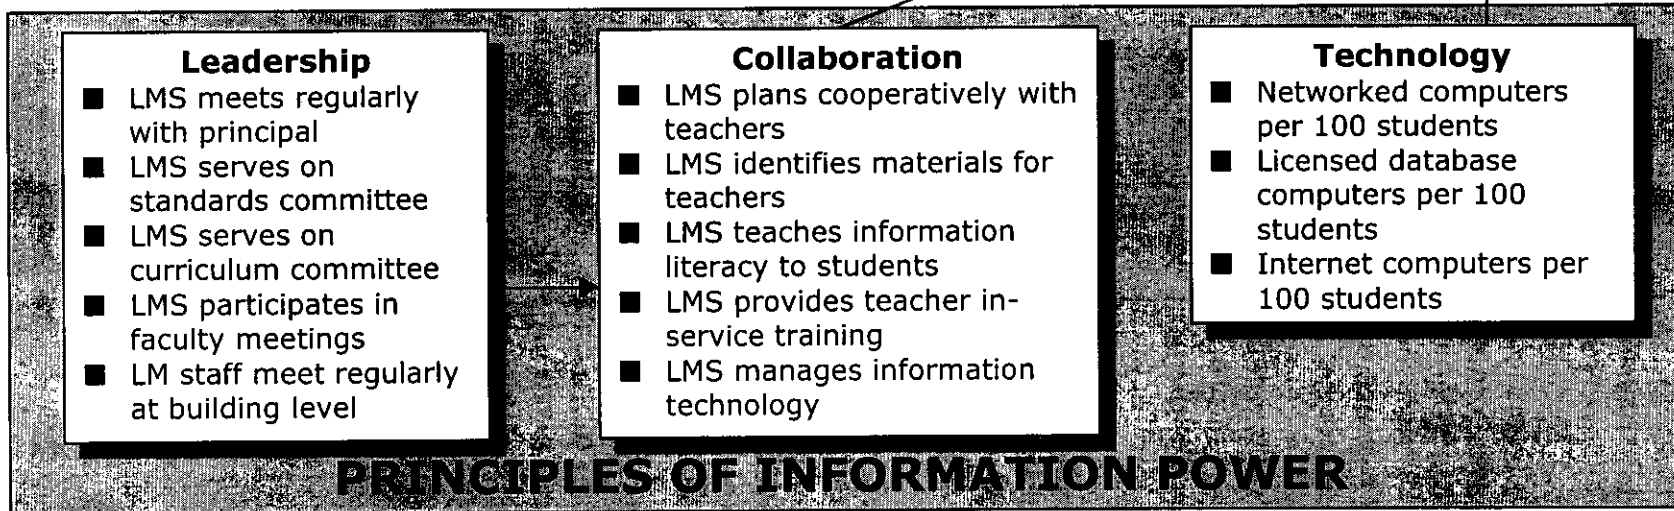 Leadership
■ LMS meets regularly
with principal
■ LMS serves on
standards committee
■ LMS serves on
curriculum committee
■ LMS participates in
faculty meetings
■ LM staff meet regularly
at building level
Collaboration
■ LMS plans cooperatively with
teachers
■ LMS identifies materials for
teachers
■ LMS teaches information
literacy to students
■ LMS provides teacher in-
service training
■ LMS manages information
technology
Technology
■ Networked computers
per 100 students
■ Licensed database
computers per 100
students
■ Internet computers per
100 students
PRINCIPLES OF INFORMATION POWER